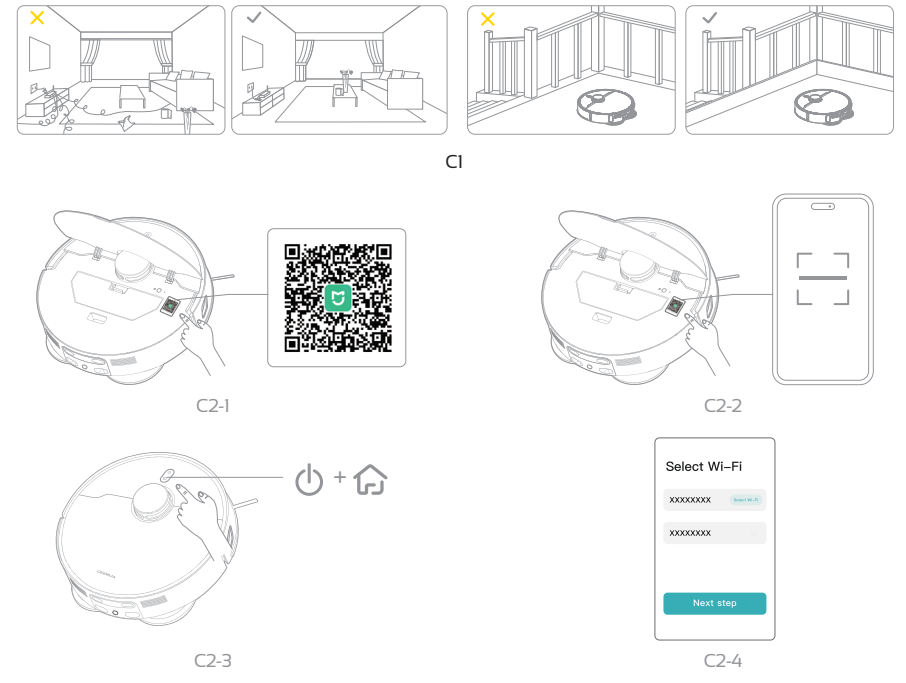 C1
C2-1
C2-2
C2-3
Select Wi-Fi
XXXXXXXX
Select Wi-Fi
XXXXXXXX
Next step
C2-4